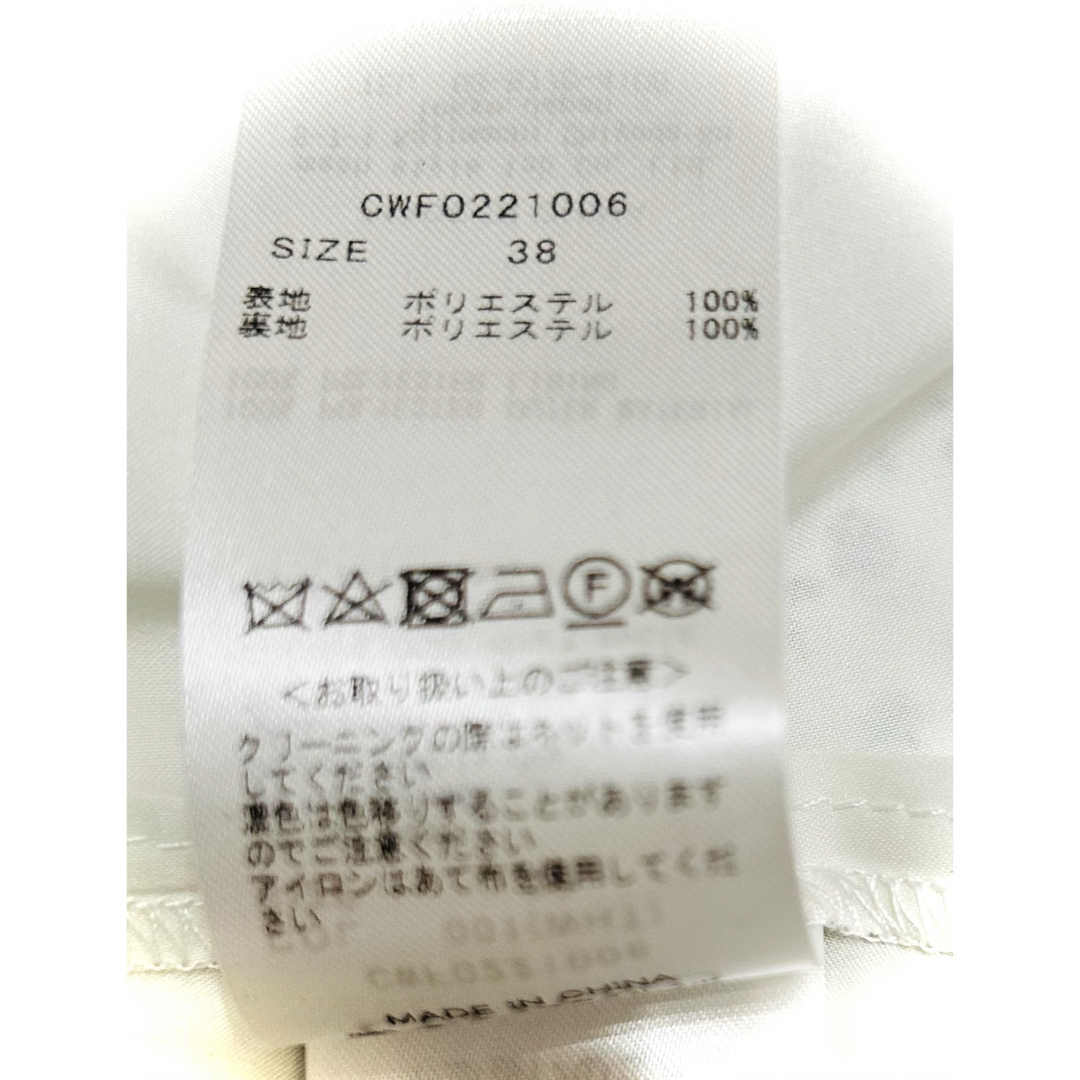 CWF0221006
SIZE 38
表地 ポリエステル 100%
裏地 ポリエステル 100%
F
＜お取り扱い上のご注意＞
クリーニングの際はネットを使用
してください
濃色は色移りすることがあります
のでご注意ください
アイロンはあて布を使用してくだ
さい
MADE IN CHINA